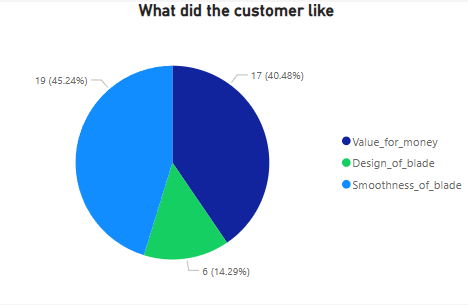 What did the customer like
19 (45.24%)
17 (40.48%)
6 (14.29%)
Value_for_money
Design_of_blade
Smoothness_of_blade